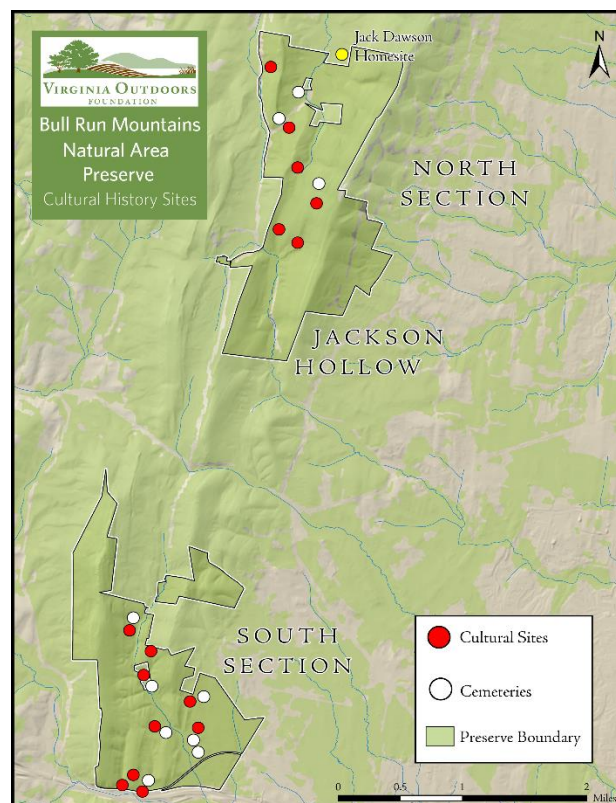 VIRGINIA OUTDOORS
FOUNDATION
Bull Run Mountains
Natural Area
Preserve
Cultural History Sites
Jack Dawson
Homesite
N
NORTH
SECTION
JACKSON
HOLLOW
SOUTH
SECTION
Cultural Sites
Cemeteries
Preserve Boundary
0 0.5 1 2
Miles